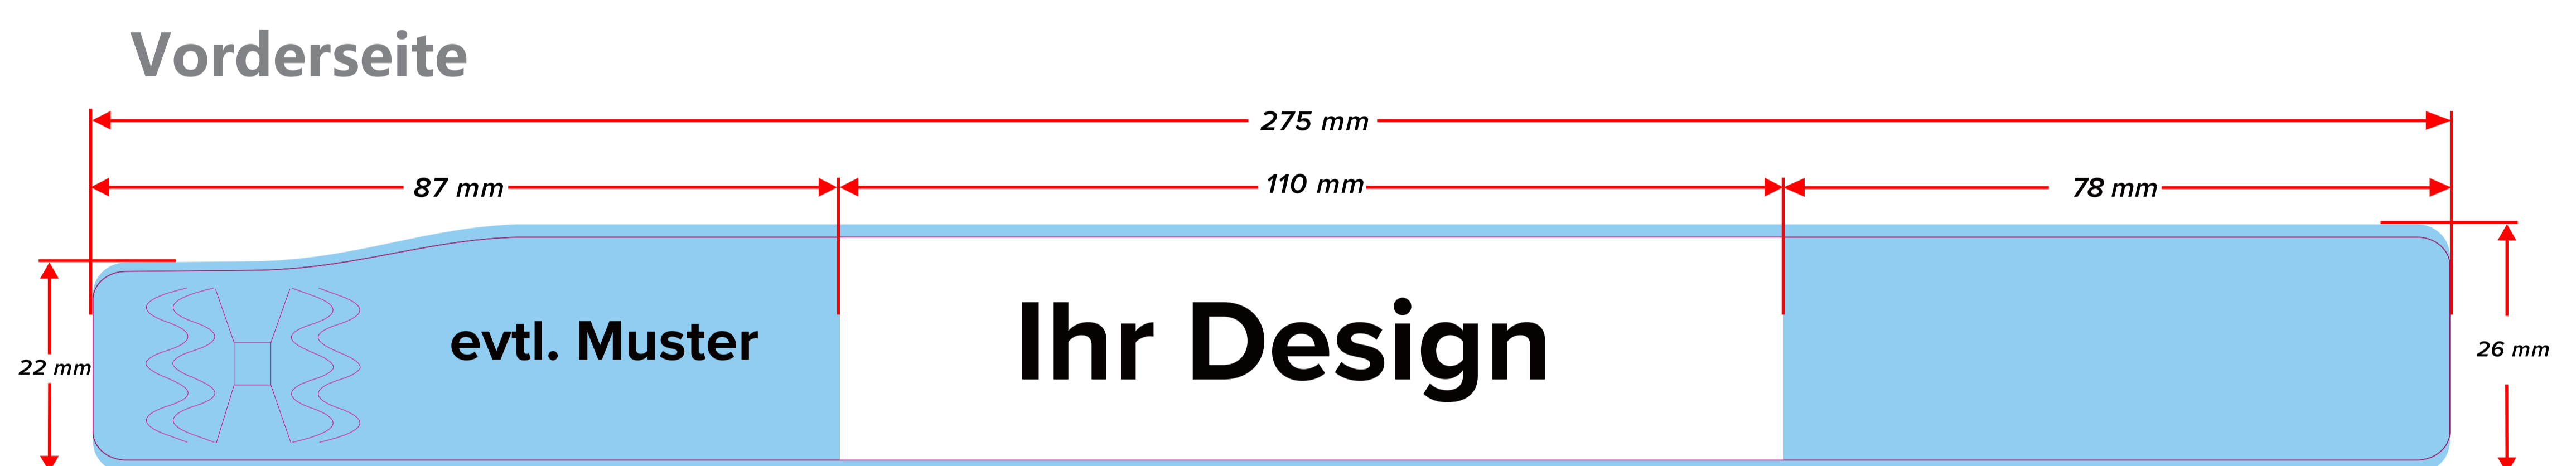 Vorderseite
275 mm
87 mm
110 mm
78 mm
evtl. Muster
Ihr Design
22 mm
26 mm